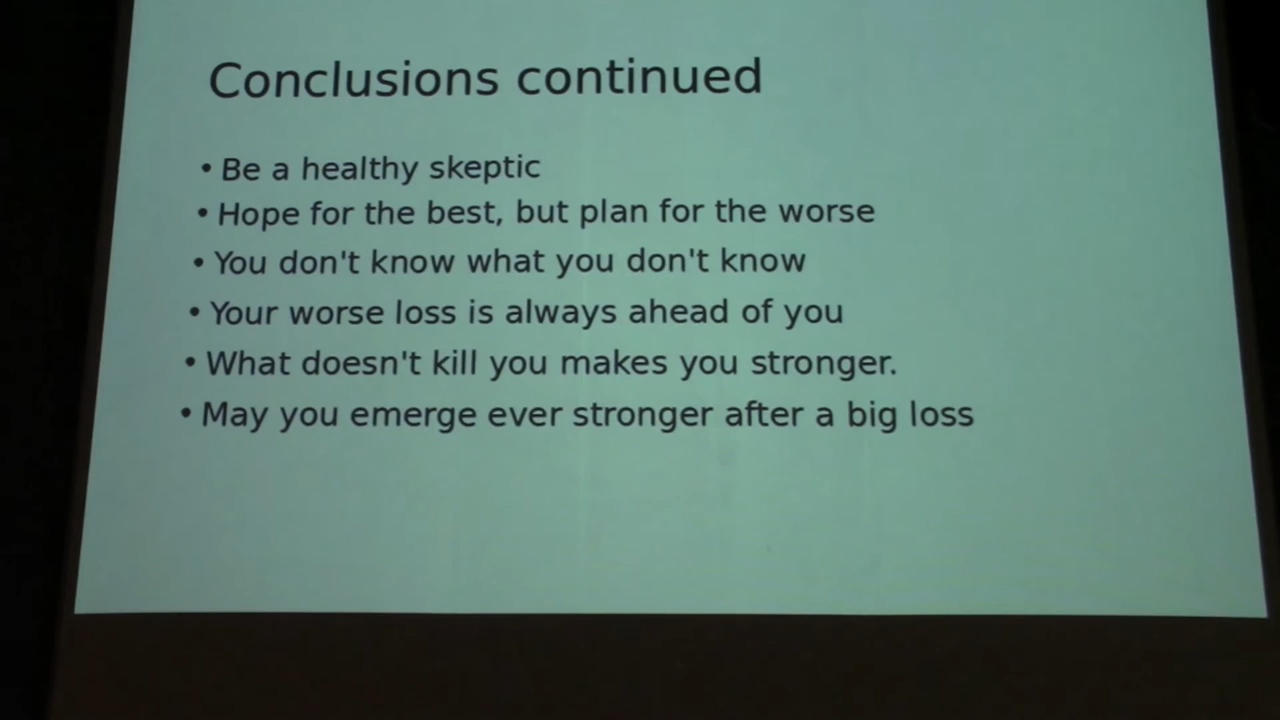 Conclusions continued
• Be a healthy skeptic
• Hope for the best, but plan for the worse
• You don't know what you don't know
• Your worse loss is always ahead of you
• What doesn't kill you makes you stronger.
• May you emerge ever stronger after a big loss